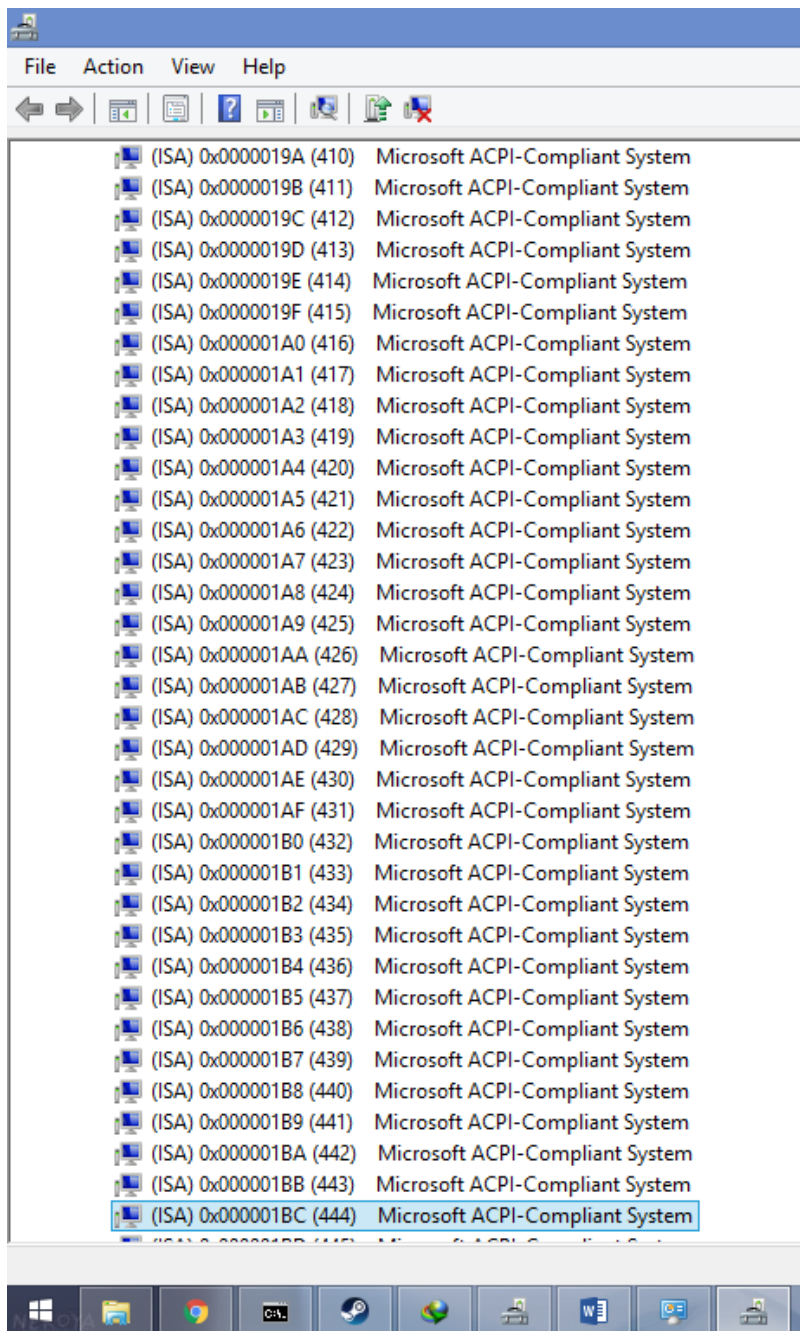 File Action View Help
(ISA) 0x0000019A (410) Microsoft ACPI-Compliant System
(ISA) 0x0000019B (411) Microsoft ACPI-Compliant System
(ISA) 0x0000019C (412) Microsoft ACPI-Compliant System
(ISA) 0x0000019D (413) Microsoft ACPI-Compliant System
(ISA) 0x0000019E (414) Microsoft ACPI-Compliant System
(ISA) 0x0000019F (415) Microsoft ACPI-Compliant System
(ISA) 0x000001A0 (416) Microsoft ACPI-Compliant System
(ISA) 0x000001A1 (417) Microsoft ACPI-Compliant System
(ISA) 0x000001A2 (418) Microsoft ACPI-Compliant System
(ISA) 0x000001A3 (419) Microsoft ACPI-Compliant System
(ISA) 0x000001A4 (420) Microsoft ACPI-Compliant System
(ISA) 0x000001A5 (421) Microsoft ACPI-Compliant System
(ISA) 0x000001A6 (422) Microsoft ACPI-Compliant System
(ISA) 0x000001A7 (423) Microsoft ACPI-Compliant System
(ISA) 0x000001A8 (424) Microsoft ACPI-Compliant System
(ISA) 0x000001A9 (425) Microsoft ACPI-Compliant System
(ISA) 0x000001AA (426) Microsoft ACPI-Compliant System
(ISA) 0x000001AB (427) Microsoft ACPI-Compliant System
(ISA) 0x000001AC (428) Microsoft ACPI-Compliant System
(ISA) 0x000001AD (429) Microsoft ACPI-Compliant System
(ISA) 0x000001AE (430) Microsoft ACPI-Compliant System
(ISA) 0x000001AF (431) Microsoft ACPI-Compliant System
(ISA) 0x000001B0 (432) Microsoft ACPI-Compliant System
(ISA) 0x000001B1 (433) Microsoft ACPI-Compliant System
(ISA) 0x000001B2 (434) Microsoft ACPI-Compliant System
(ISA) 0x000001B3 (435) Microsoft ACPI-Compliant System
(ISA) 0x000001B4 (436) Microsoft ACPI-Compliant System
(ISA) 0x000001B5 (437) Microsoft ACPI-Compliant System
(ISA) 0x000001B6 (438) Microsoft ACPI-Compliant System
(ISA) 0x000001B7 (439) Microsoft ACPI-Compliant System
(ISA) 0x000001B8 (440) Microsoft ACPI-Compliant System
(ISA) 0x000001B9 (441) Microsoft ACPI-Compliant System
(ISA) 0x000001BA (442) Microsoft ACPI-Compliant System
(ISA) 0x000001BB (443) Microsoft ACPI-Compliant System
(ISA) 0x000001BC (444) Microsoft ACPI-Compliant System